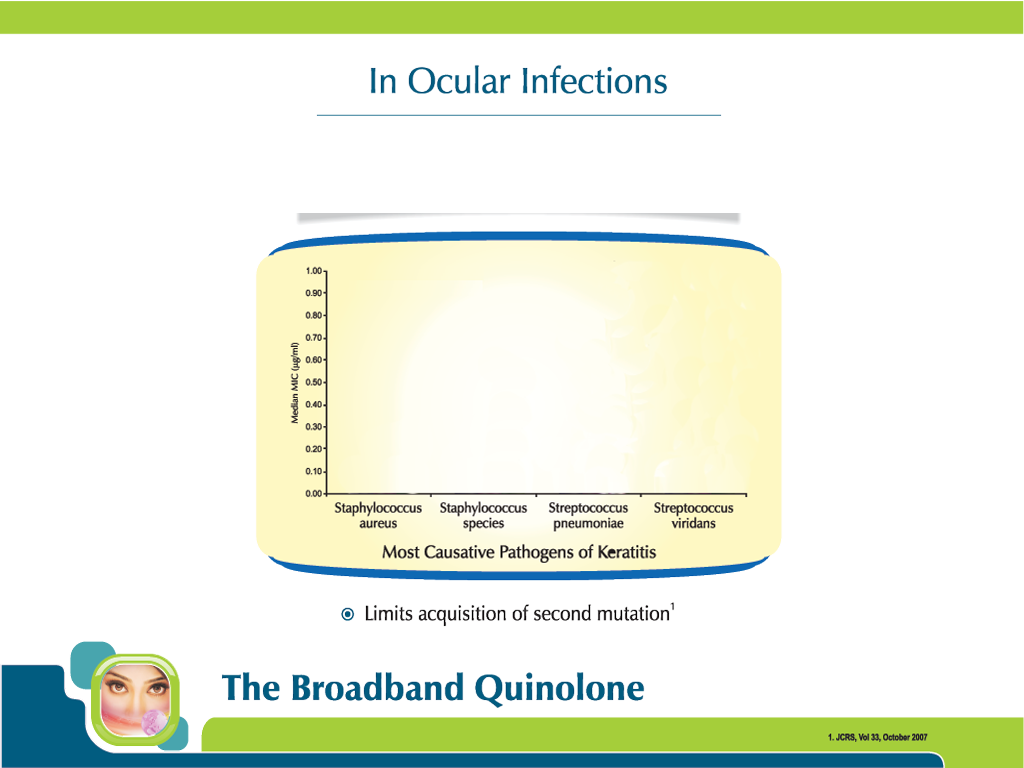 In Ocular Infections
1.00
0.90
0.80
0.70
0.60
0.50
0.40
0.30
0.20
0.10
0.00
Median MIC (µg/ml)
Staphylococcus Staphylococcus Streptococcus Streptococcus
aureus species pneumoniae viridans
Most Causative Pathogens of Keratitis
Limits acquisition of second mutation¹
The Broadband Quinolone
1. JCRS, Vol 33, October 2007